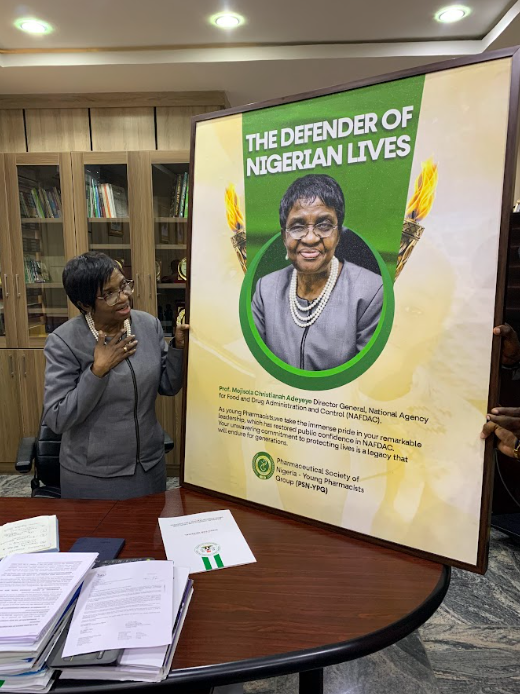 THE DEFENDER OF
NIGERIAN LIVES
Prof. Mojisola Christianah Adeyeye Director General, National Agency
for Food and Drug Administration and Control (NAFDAC).
As young Pharmacists we take the immense pride in your remarkable
leadership, which has restored public confidence in NAFDAC.
Your unwavering commitment to protecting lives is a legacy that
will endure for generations.
Pharmaceutical Society of
Nigeria - Young Pharmacists
Group (PSN-YPG)